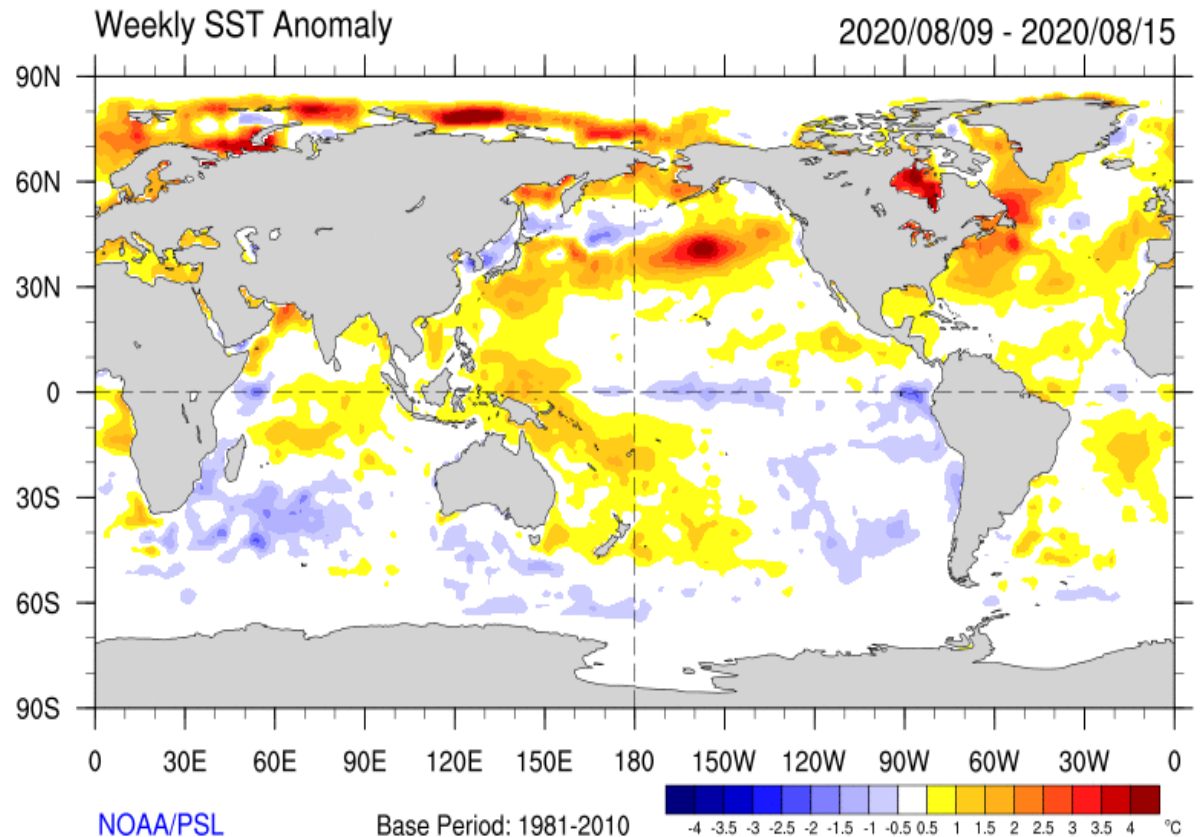 Weekly SST Anomaly
2020/08/09 - 2020/08/15
90N
60N
30N
0
30S
60S
90S
0 30E 60E 90E 120E 150E 180 150W 120W 90W 60W 30W 0
NOAA/PSL
Base Period: 1981-2010
-4 -3.5 -3 -2.5 -2 -1.5 -1 -0.5 0.5 1 1.5 2 2.5 3 3.5 4 °C